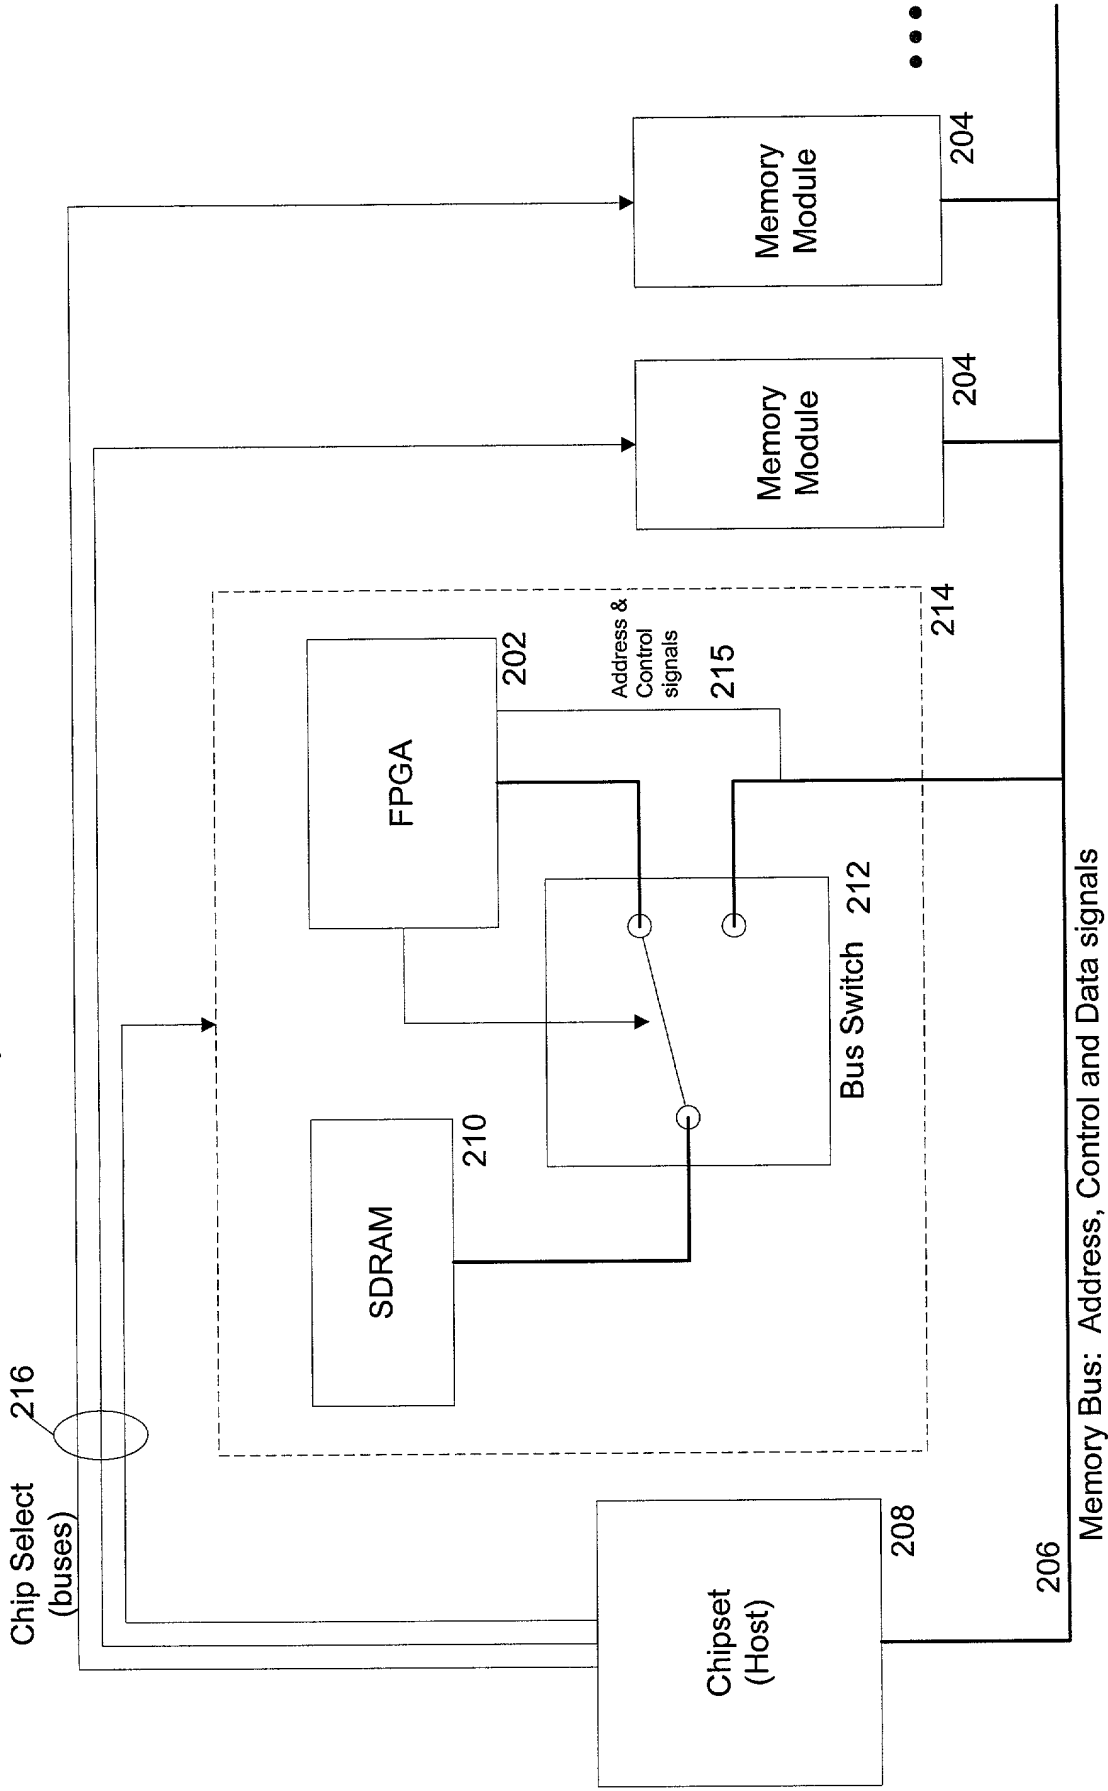 Chip Select
(buses)
216
Chipset
(Host)
208
SDRAM
210
FPGA
202
Address &
Control
signals
215
Bus Switch 212
214
Memory
Module
204
Memory
Module
204
206
Memory Bus: Address, Control and Data signals